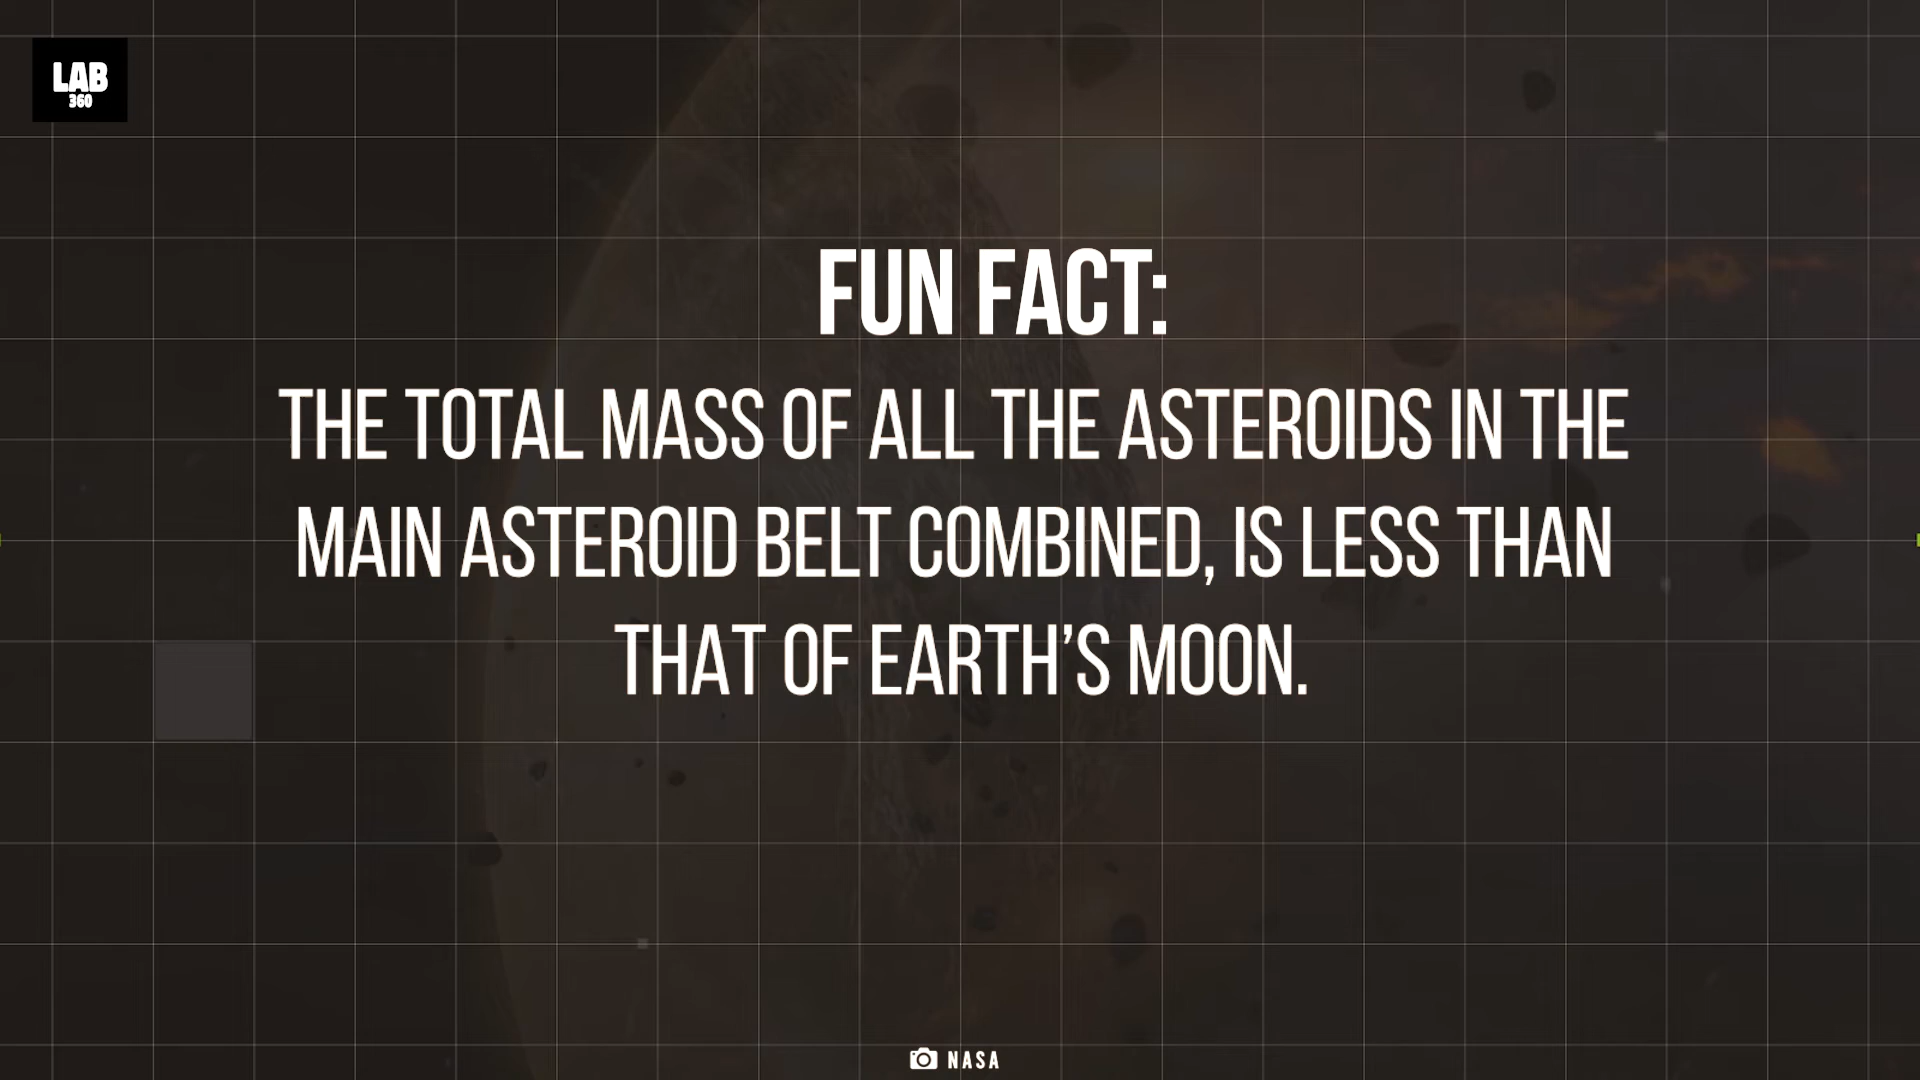 LAB
360
FUN FACT:
THE TOTAL MASS OF ALL THE ASTEROIDS IN THE
MAIN ASTEROID BELT COMBINED, IS LESS THAN
THAT OF EARTH’S MOON.
NASA